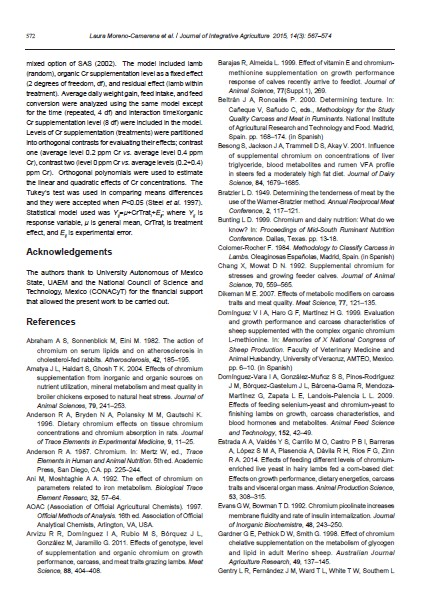 572
Laura Moreno-Camarena et al. / Journal of Integrative Agriculture 2015, 14(3): 567–574
mixed option of SAS (2002). The model included lamb
(random), organic Cr supplementation level as a fixed effect
(2 degrees of freedom, df), and residual effect (lamb within
treatment). Average daily weight gain, feed intake, and feed
conversion were analyzed using the same model except
for the time (repeated, 4 df) and interaction time×organic
Cr supplementation level (8 df) were included in the model.
Levels of Cr supplementation (treatments) were partitioned
into orthogonal contrasts for evaluating their effects; contrast
one (average level 0.2 ppm Cr vs. average level 0.4 ppm
Cr), contrast two (level 0 ppm Cr vs. average levels (0.2+0.4)
ppm Cr). Orthogonal polynomials were used to estimate
the linear and quadratic effects of Cr concentrations. The
Tukey's test was used in comparing means differences
and they were accepted when P<0.05 (Steel et al. 1997).
Statistical model used was Yij=μ+CrTrati+Eij; where Yij is
response variable, μ is general mean, CrTrati is treatment
effect, and Eij is experimental error.
Acknowledgements
The authors thank to University Autonomous of Mexico
State, UAEM and the National Council of Science and
Technology, Mexico (CONACyT) for the financial support
that allowed the present work to be carried out.
References
Abraham A S, Sonnenblick M, Eini M. 1982. The action of
chromium on serum lipids and on atherosclerosis in
cholesterol-fed rabbits. Atherosclerosis, 42, 185–195.
Amatya J L, Haldart S, Ghosh T K. 2004. Effects of chromium
supplementation from inorganic and organic sources on
nutrient utilization, mineral metabolism and meat quality in
broiler chickens exposed to natural heat stress. Journal of
Animal Sciences, 79, 241–253.
Anderson R A, Bryden N A, Polansky M M, Gautschi K.
1996. Dietary chromium effects on tissue chromium
concentrations and chromium absorption in rats. Journal
of Trace Elements in Experimental Medicine, 9, 11–25.
Anderson R A. 1987. Chromium. In: Mertz W, ed., Trace
Elements in Human and Animal Nutrition. 5th ed. Academic
Press, San Diego, CA. pp. 225–244.
Ani M, Moshtaghie A A. 1992. The effect of chromium on
parameters related to iron metabolism. Biological Trace
Element Researc, 32, 57–64.
AOAC (Association of Official Agricultural Chemists). 1997.
Official Methods of Analysis. 16th ed. Association of Official
Analytical Chemists, Arlington, VA, USA.
Arvizu R R, Domínguez I A, Rubio M S, Bórquez J L,
González M, Jaramillo G. 2011. Effects of genotype, level
of supplementation and organic chromium on growth
performance, carcass, and meat traits grazing lambs. Meat
Science, 88, 404–408.
Barajas R, Almeida L. 1999. Effect of vitamin E and chromium-
methionine supplementation on growth performance
response of calves recently arrive to feedlot. Journal of
Animal Science, 77(Suppl.1), 269.
Beltrán J A, Roncalés P. 2000. Determining texture. In:
Cañeque V, Sañudo C, eds., Methodology for the Study
Quality Carcass and Meat in Ruminants. National Institute
of Agricultural Research and Technology and Food. Madrid,
Spain. pp. 168–174. (in Spanish)
Besong S, Jackson J A, Trammell D S, Akay V. 2001. Influence
of supplemental chromium on concentrations of liver
triglyceride, blood metabolites and rumen VFA profile
in steers fed a moderately high fat diet. Journal of Dairy
Science, 84, 1679–1685.
Bratzler L D. 1949. Determining the tenderness of meat by the
use of the Warner-Bratzler method. Annual Reciprocal Meat
Conference, 2, 117–121.
Bunting L D. 1999. Chromium and dairy nutrition: What do we
know? In: Proceedings of Mid-South Ruminant Nutrition
Conference. Dallas, Texas. pp. 13-18.
Colomer-Rocher F. 1984. Methodology to Classify Carcass in
Lambs. Oleaginosas Españolas, Madrid, Spain. (in Spanish)
Chang X, Mowat D N. 1992. Supplemental chromium for
stresses and growing feeder calves. Journal of Animal
Science, 70, 559–565.
Dikeman M E. 2007. Effects of metabolic modifiers on carcass
traits and meat quality. Meat Science, 77, 121–135.
Domínguez V I A, Haro G F, Martínez H G. 1999. Evaluation
and growth performance and carcass characteristics of
sheep supplemented with the complex organic chromium
L-methionine. In: Memories of X National Congress of
Sheep Production. Faculty of Veterinary Medicine and
Animal Husbandry, University of Veracruz, AMTEO, Mexico.
pp. 6–10. (in Spanish)
Domínguez-Vara I A, González-Muñoz S S, Pinos-Rodríguez
J M, Bórquez-Gastelum J L, Bárcena-Gama R, Mendoza-
Martínez G, Zapata L E, Landois-Palencia L L. 2009.
Effects of feeding selenium-yeast and chromium-yeast to
finishing lambs on growth, carcass characteristics, and
blood hormones and metabolites. Animal Feed Science
and Technology, 152, 42–49.
Estrada A A, Valdés Y S, Carrillo M O, Castro P B I, Barreras
A, López S M A, Plasencia A, Dávila R H, Rios F G, Zinn
R A. 2014. Effects of feeding different levels of chromium-
enriched live yeast in hairy lambs fed a corn-based diet:
Effects on growth performance, dietary energetics, carcass
traits and visceral organ mass. Animal Production Science,
53, 308–315.
Evans G W, Bowman T D. 1992. Chromium picolinate increases
membrane fluidity and rate of insulin internalization. Journal
of Inorganic Biochemistry, 48, 243–250.
Gardner G E, Pethick D W, Smith G. 1998. Effect of chromium
chelative supplementation on the metabolism of glycogen
and lipid in adult Merino sheep. Australian Journal
Agriculture Research, 49, 137–145.
Gentry L R, Fernández J M, Ward T L, White T W, Southern L